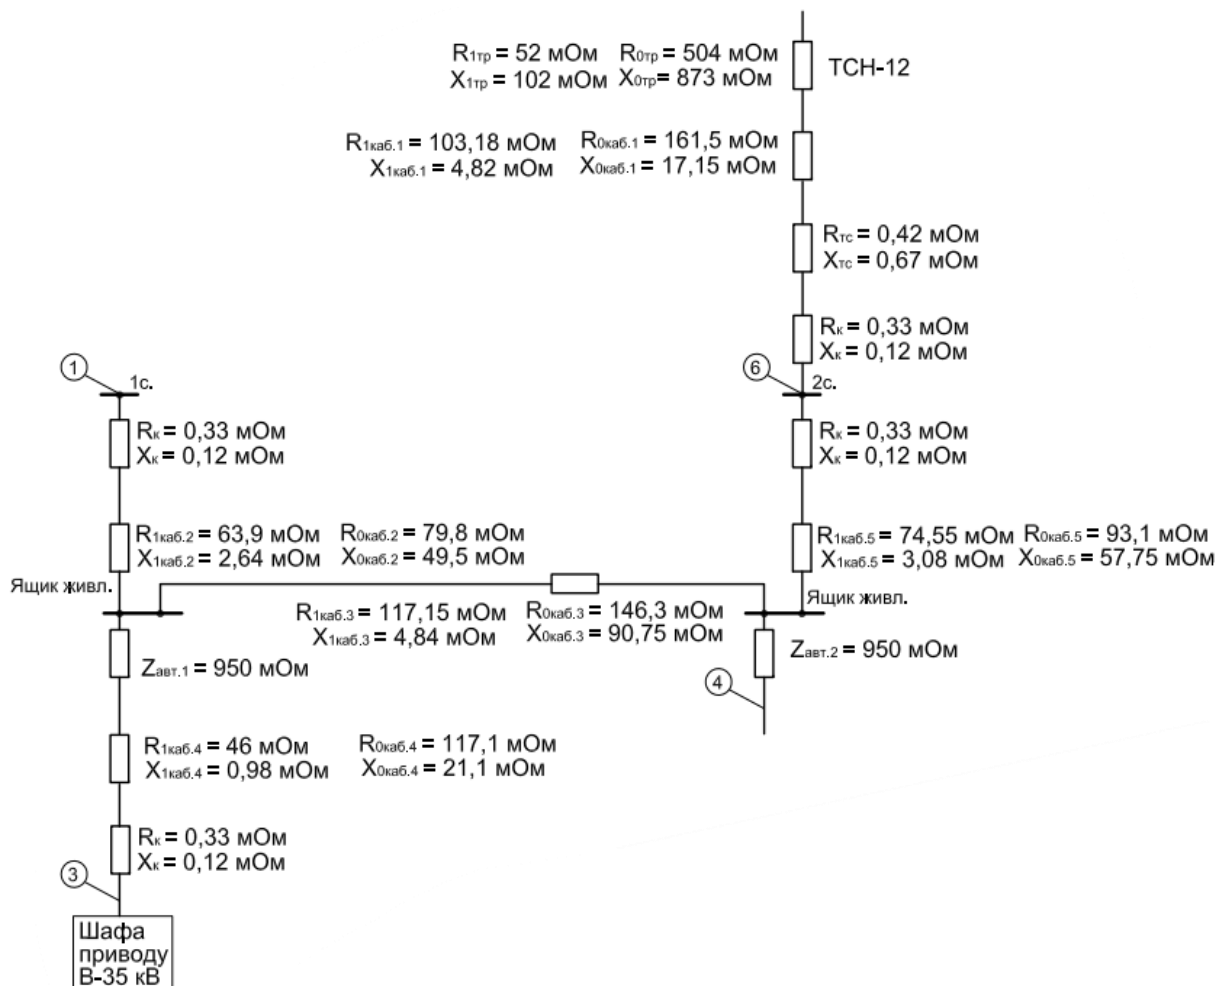 R1тр = 52 мОм R0тр = 504 мОм
X1тр = 102 мОм X0тр = 873 мОм
ТСН-12
R1каб.1 = 103,18 мОм R0каб.1 = 161,5 мОм
X1каб.1 = 4,82 мОм X0каб.1 = 17,15 мОм
Rтс = 0,42 мОм
Xтс = 0,67 мОм
Rк = 0,33 мОм
Xк = 0,12 мОм
1
1с.
6
2с.
Rк = 0,33 мОм
Xк = 0,12 мОм
Rк = 0,33 мОм
Xк = 0,12 мОм
R1каб.2 = 63,9 мОм R0каб.2 = 79,8 мОм
X1каб.2 = 2,64 мОм X0каб.2 = 49,5 мОм
R1каб.5 = 74,55 мОм R0каб.5 = 93,1 мОм
X1каб.5 = 3,08 мОм X0каб.5 = 57,75 мОм
Ящик живл.
Ящик живл.
R1каб.3 = 117,15 мОм R0каб.3 = 146,3 мОм
X1каб.3 = 4,84 мОм X0каб.3 = 90,75 мОм
Zавт.1 = 950 мОм
Zавт.2 = 950 мОм
4
R1каб.4 = 46 мОм R0каб.4 = 117,1 мОм
X1каб.4 = 0,98 мОм X0каб.4 = 21,1 мОм
Rк = 0,33 мОм
Xк = 0,12 мОм
3
Шафа
приводу
В-35 кВ